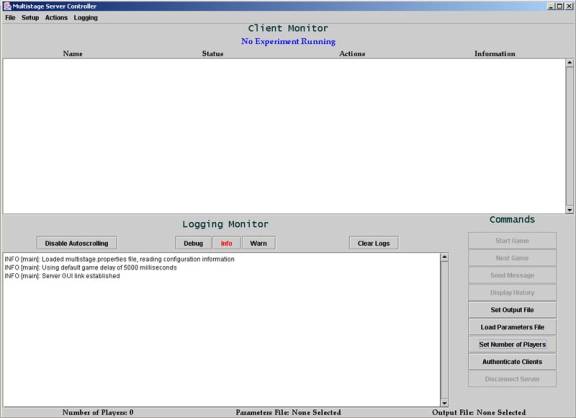 Multistage Server Controller
File Setup Actions Logging
Client Monitor
No Experiment Running
Name Status Actions Information
Logging Monitor
Commands
Disable Autoscrolling Debug Info Warn Clear Logs
INFO [main]: Loaded multistage.properties file, reading configuration information
INFO [main]: Using default game delay of 5000 milliseconds
INFO [main]: Server GUI link established
Start Game
Next Game
Send Message
Display History
Set Output File
Load Parameters File
Set Number of Players
Authenticate Clients
Disconnect Server
Number of Players: 0 Parameters File: None Selected Output File: None Selected